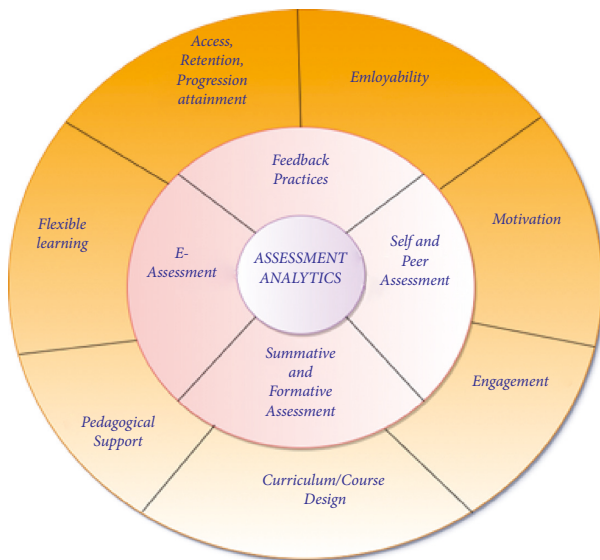 Access,
Retention,
Progression
attainment
Emloyability
Feedback
Practices
Flexible
learning
Motivation
E-
Assessment
ASSESSMENT
ANALYTICS
Self and
Peer
Assessment
Summative
and
Formative
Assessment
Engagement
Pedagogical
Support
Curriculum/Course
Design